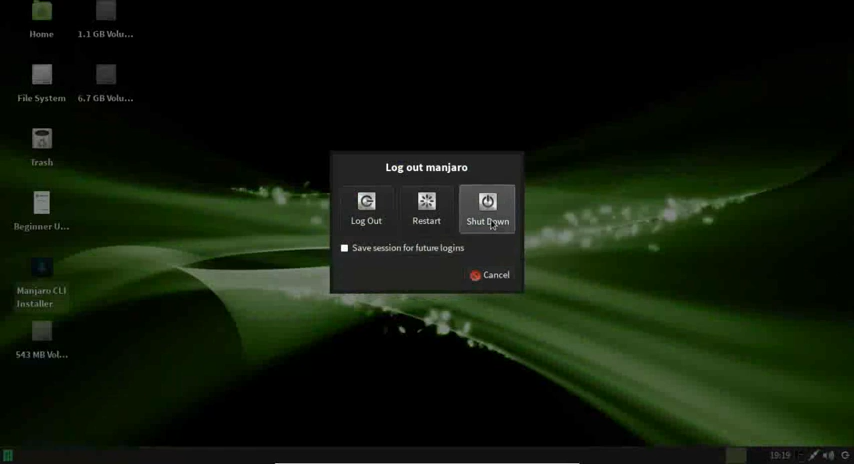 Home
1.1 GB Volu...
File System
6.7 GB Volu...
Trash
Beginner U...
Manjaro CLI
Installer
543 MB Vol...
Log out manjaro
Log Out
Restart
Shut Down
Save session for future logins
Cancel
19:19